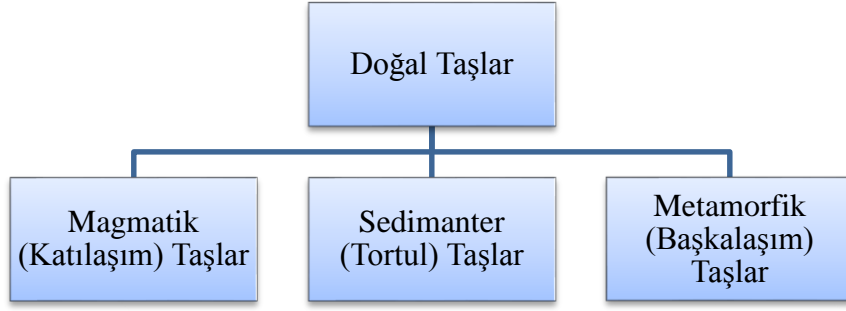 Doğal Taşlar
Magmatik
(Katılaşım) Taşlar
Sedimanter
(Tortul) Taşlar
Metamorfik
(Başkalaşım)
Taşlar